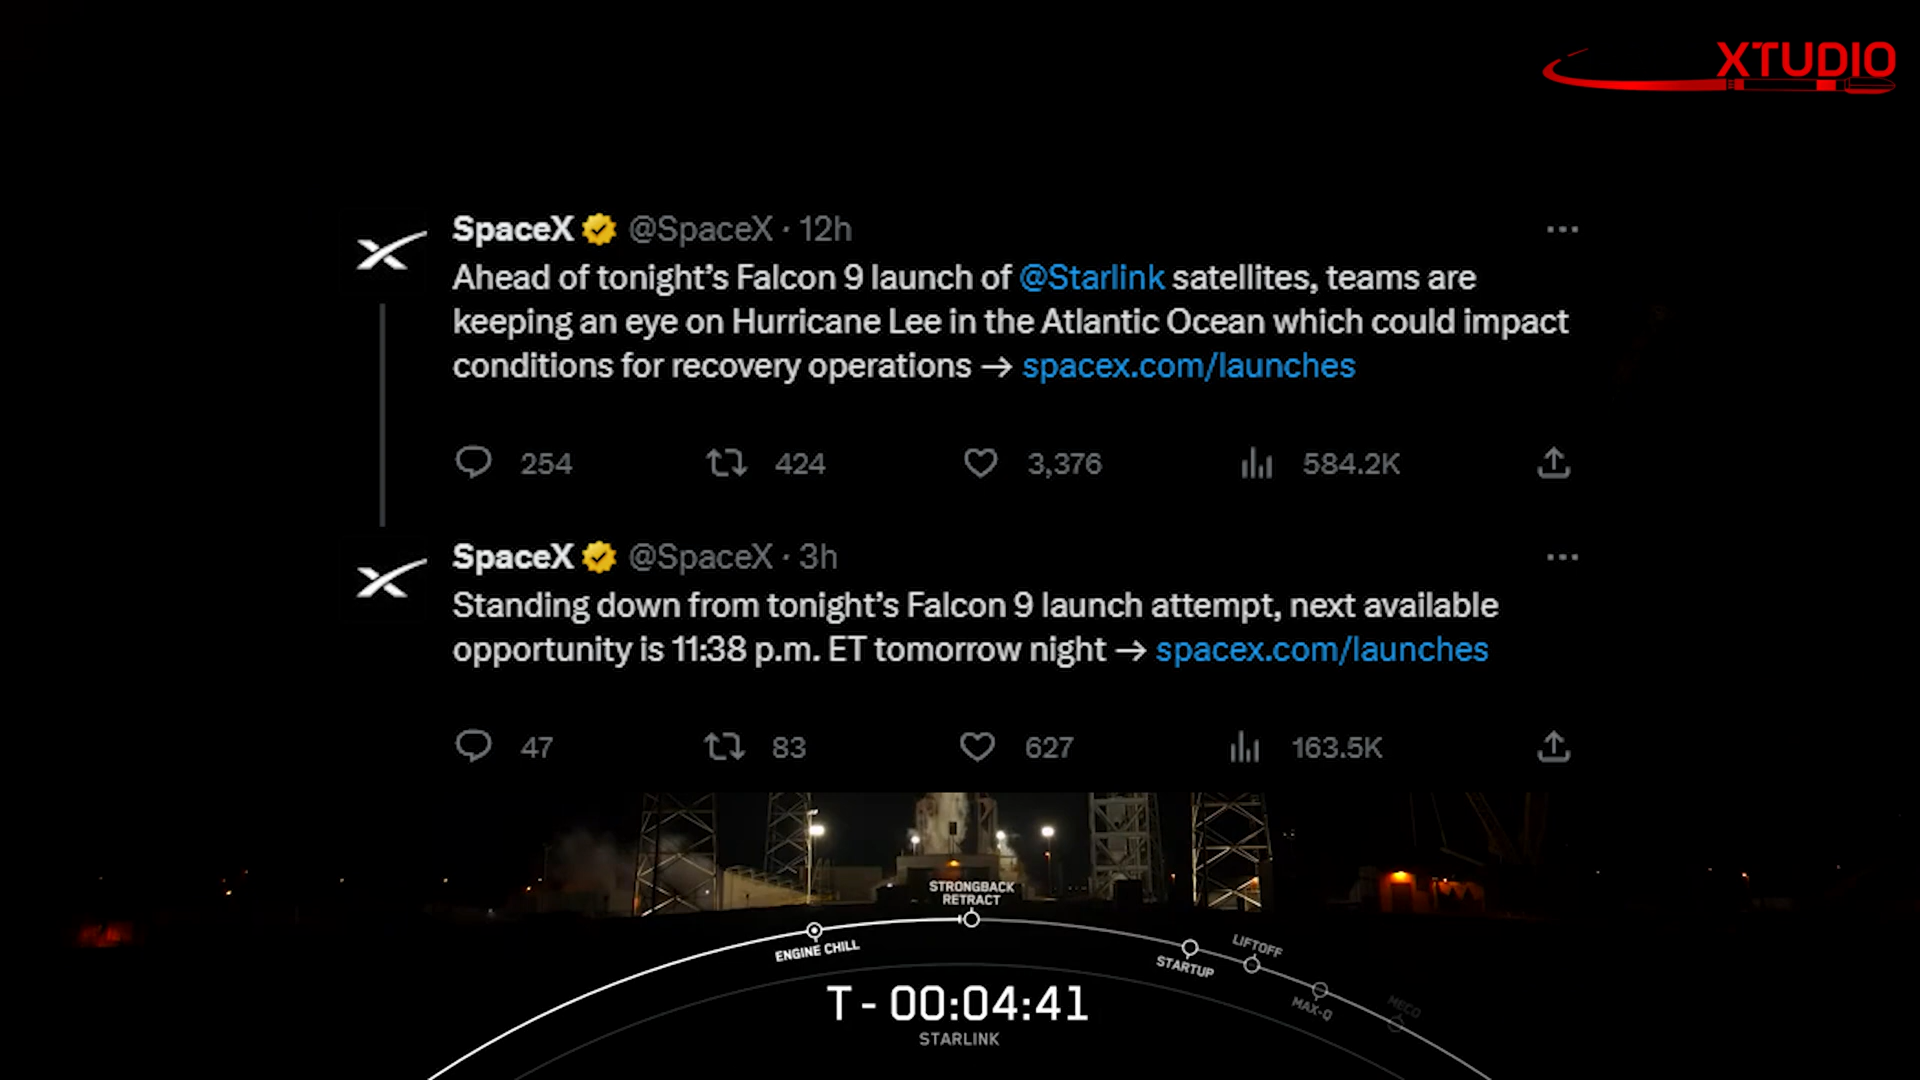 XTUDIO
SpaceX @SpaceX · 12h
Ahead of tonight’s Falcon 9 launch of @Starlink satellites, teams are
keeping an eye on Hurricane Lee in the Atlantic Ocean which could impact
conditions for recovery operations → spacex.com/launches
254 424 3,376 584.2K
SpaceX @SpaceX · 3h
Standing down from tonight’s Falcon 9 launch attempt, next available
opportunity is 11:38 p.m. ET tomorrow night → spacex.com/launches
47 83 627 163.5K
STRONGBACK
RETRACT
ENGINE CHILL
STARTUP
LIFTOFF
MAX-Q
MECO
T - 00:04:41
STARLINK